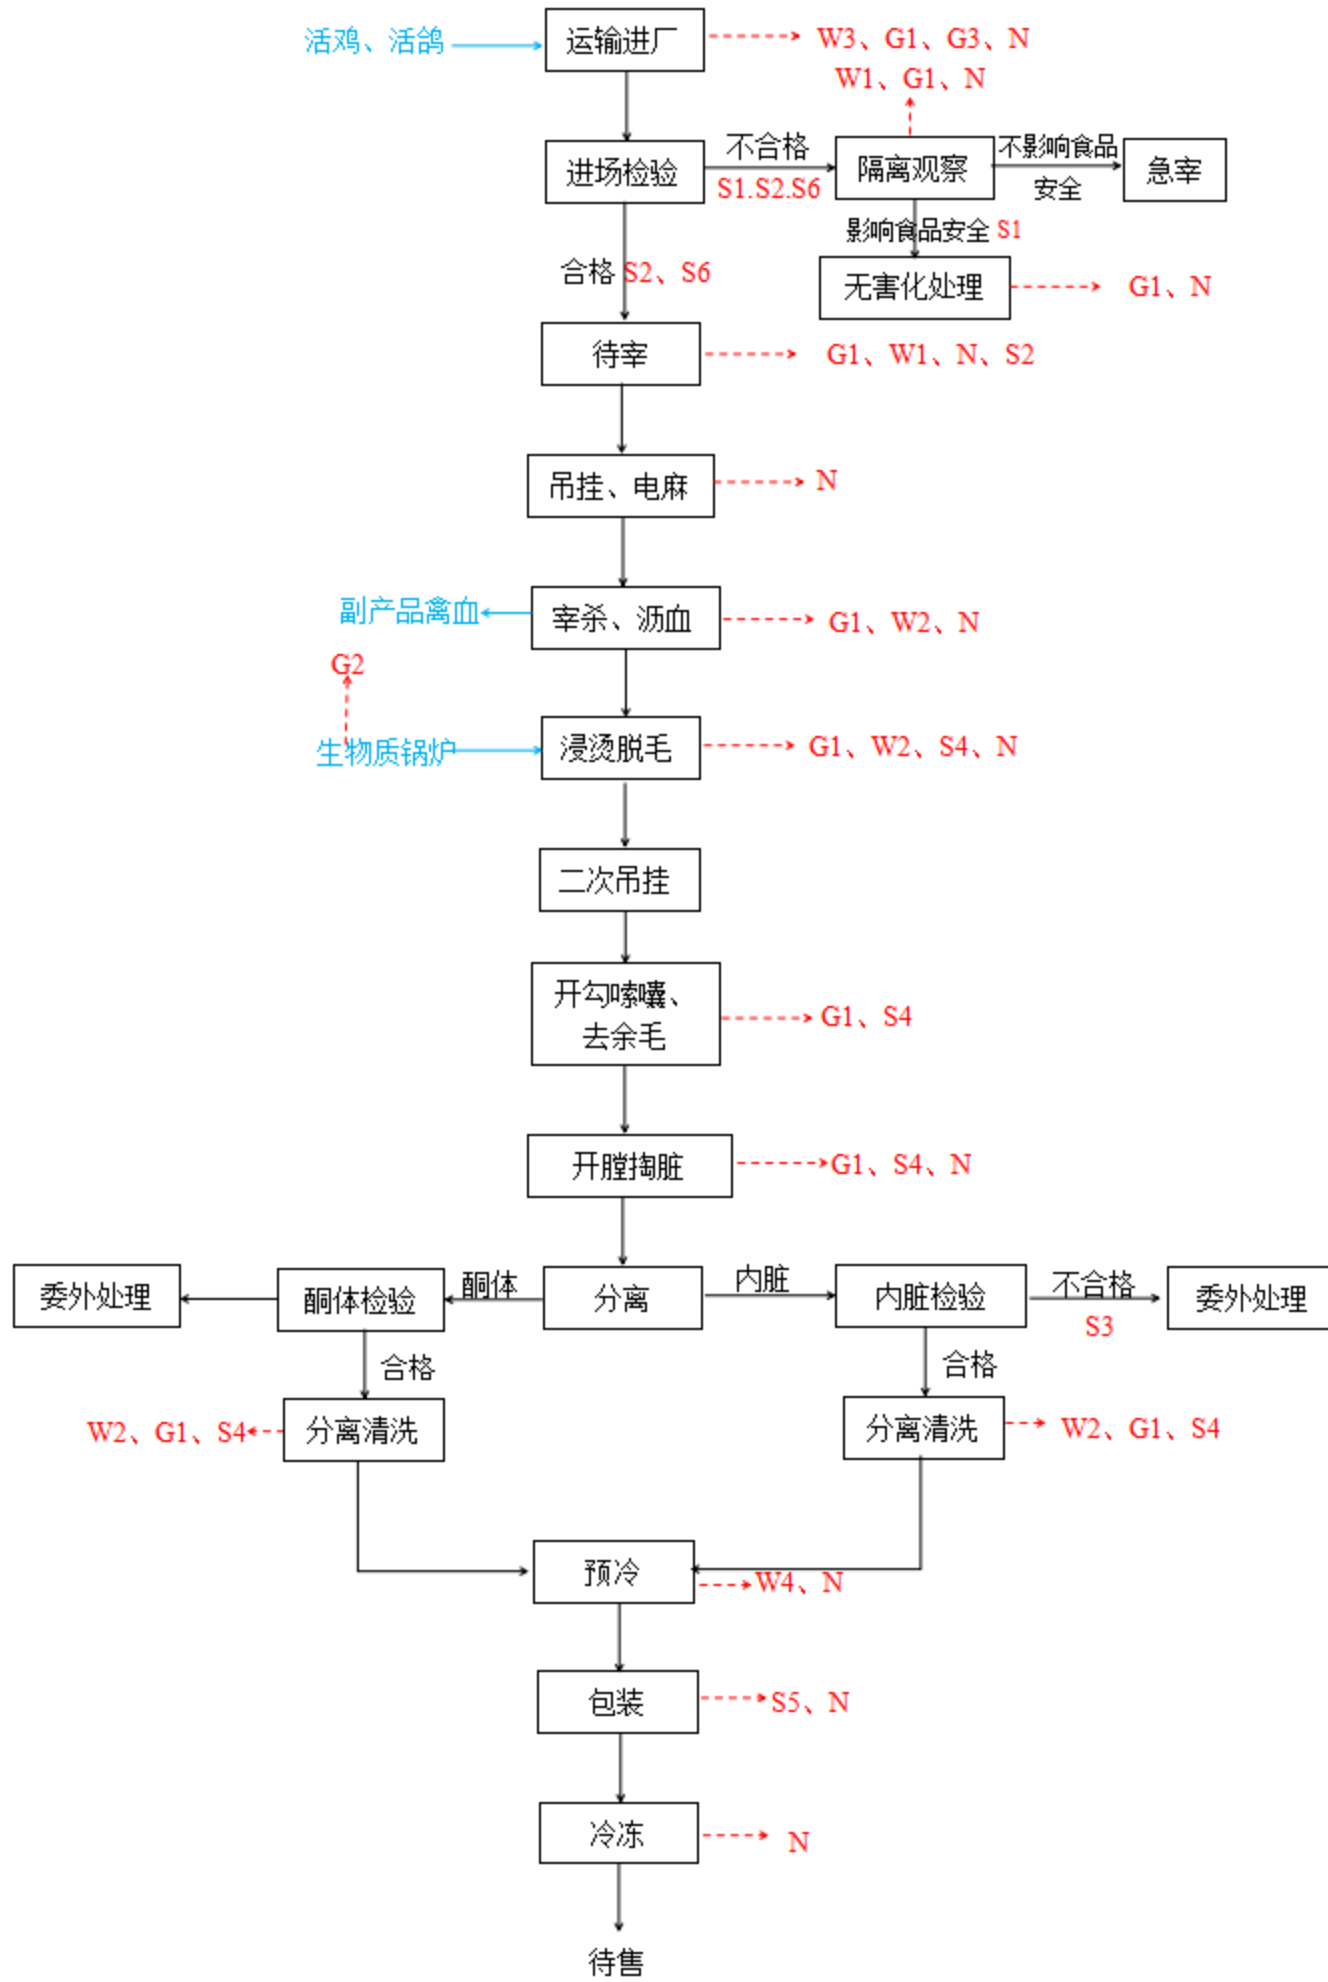 活鸡、活鸽
运输进厂
W3、G1、G3、N
W1、G1、N
进场检验
不合格
S1.S2.S6
隔离观察
不影响食品
安全
急宰
影响食品安全 S1
合格 S2、S6
无害化处理
G1、N
待宰
G1、W1、N、S2
吊挂、电麻
N
副产品禽血
宰杀、沥血
G1、W2、N
G2
生物质锅炉
浸烫脱毛
G1、W2、S4、N
二次吊挂
开勾嗉囊、
去余毛
G1、S4
开膛掏脏
G1、S4、N
委外处理
酮体检验
酮体
分离
内脏
内脏检验
不合格
S3
委外处理
合格
合格
W2、G1、S4
分离清洗
分离清洗
W2、G1、S4
预冷
W4、N
包装
S5、N
冷冻
N
待售